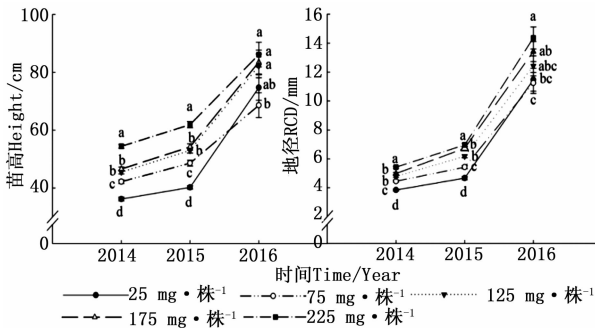 苗高Height/cm
100
80
60
40
0
a
a
a
ab
b
a
b
b
c
d
a
b
b
c
d
2014
2015
2016
地径RCD/mm
16
14
12
10
8
6
4
2
0
a
ab
abc
bc
c
a
b
b
c
d
a
b
b
c
d
2014
2015
2016
时间Time/Year
25 mg • 株-1 75 mg • 株-1 125 mg • 株-1
175 mg • 株-1 225 mg • 株-1